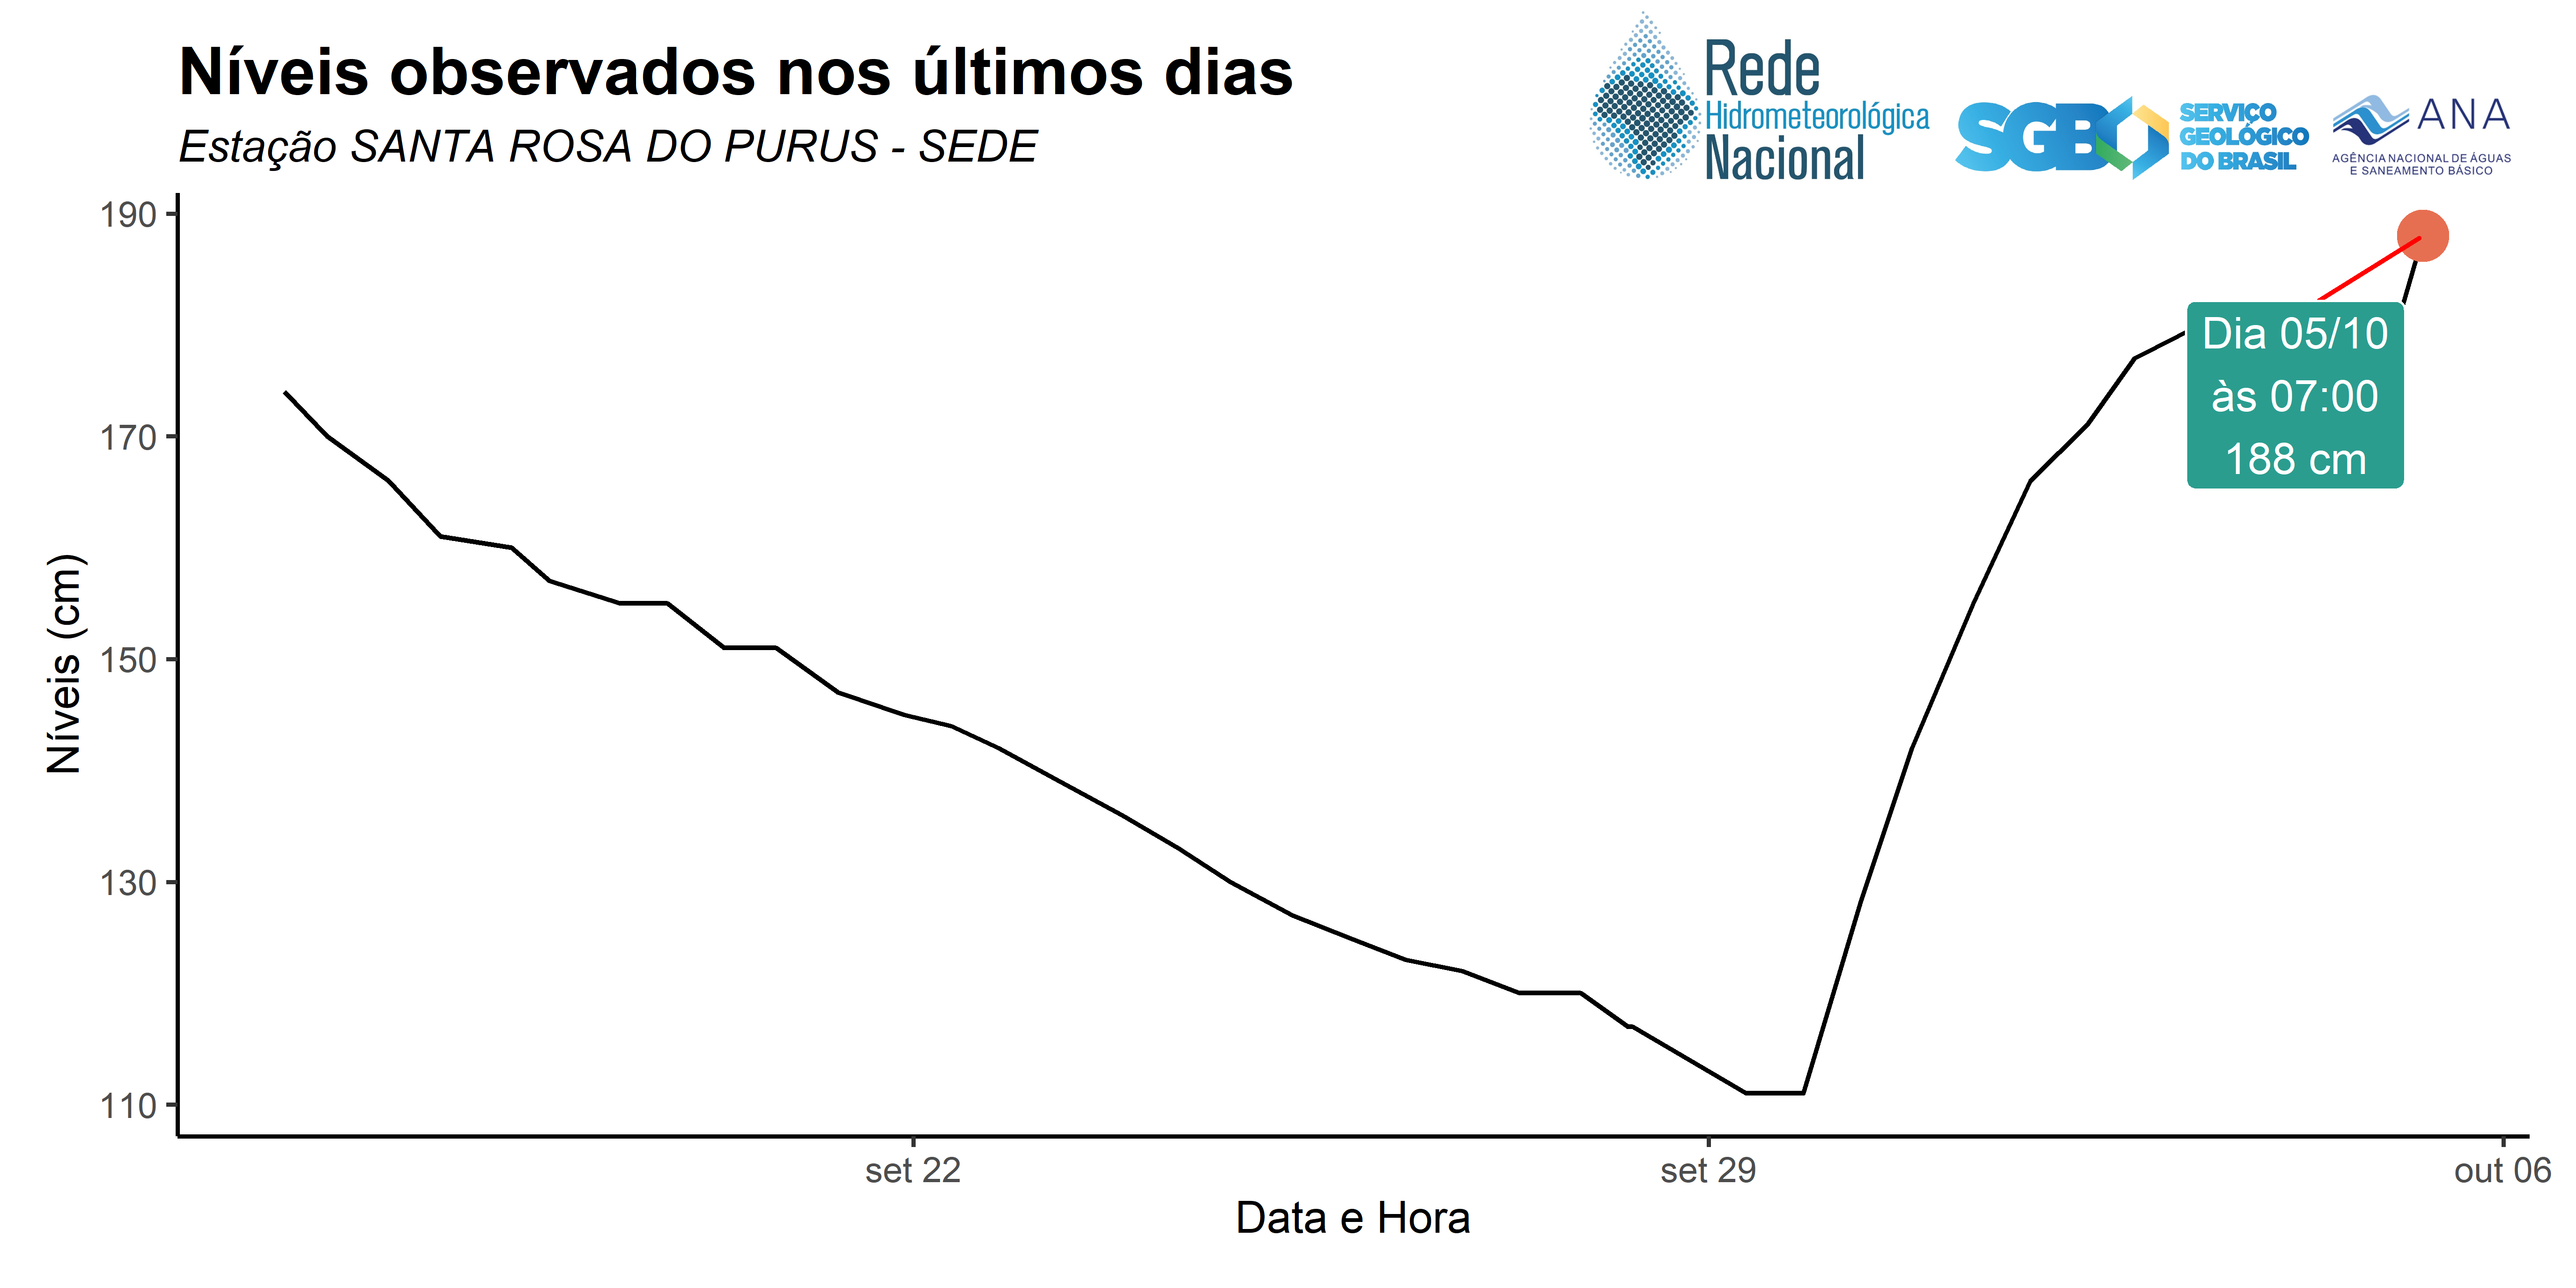 Níveis observados nos últimos dias
Estação SANTA ROSA DO PURUS - SEDE
Rede
Hidrometeorológica
Nacional
SGB
SERVIÇO
GEOLÓGICO
DO BRASIL
ANA
AGÊNCIA NACIONAL DE ÁGUAS
E SANEAMENTO BÁSICO
190
170
150
130
110
Níveis (cm)
Dia 05/10
às 07:00
188 cm
set 22
set 29
out 06
Data e Hora